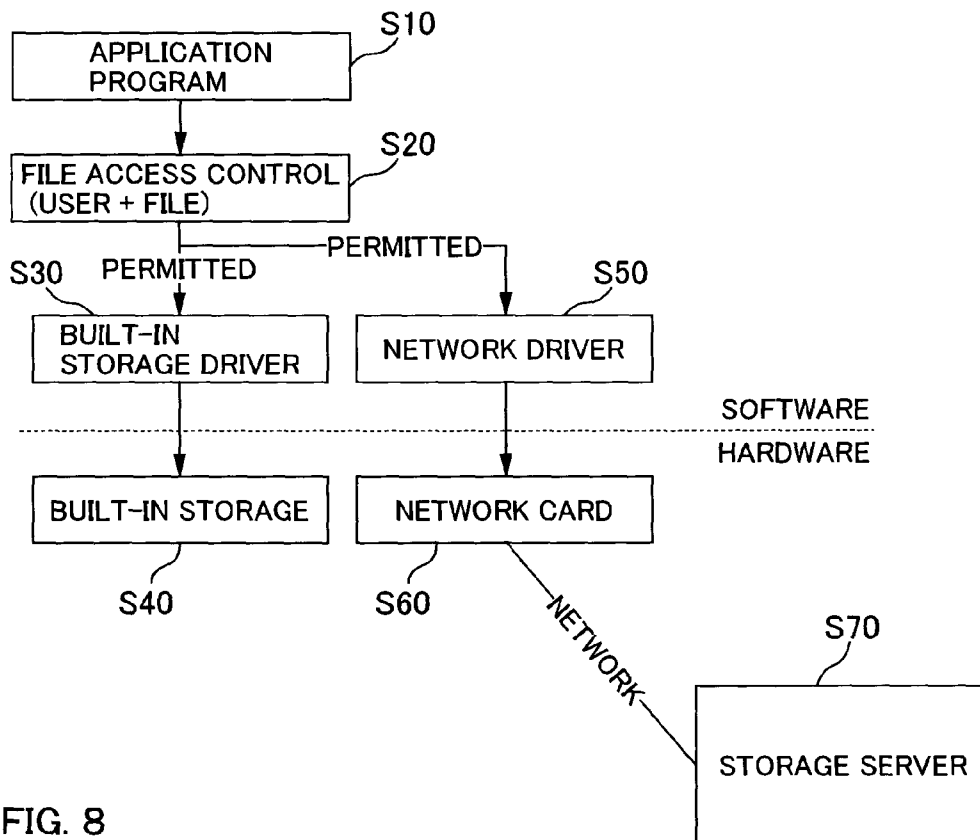 S10
APPLICATION
PROGRAM
S20
FILE ACCESS CONTROL
(USER + FILE)
PERMITTED
PERMITTED
S30
S50
BUILT-IN
STORAGE DRIVER
NETWORK DRIVER
SOFTWARE
HARDWARE
BUILT-IN STORAGE
NETWORK CARD
S40
S60
NETWORK
S70
STORAGE SERVER
FIG. 8